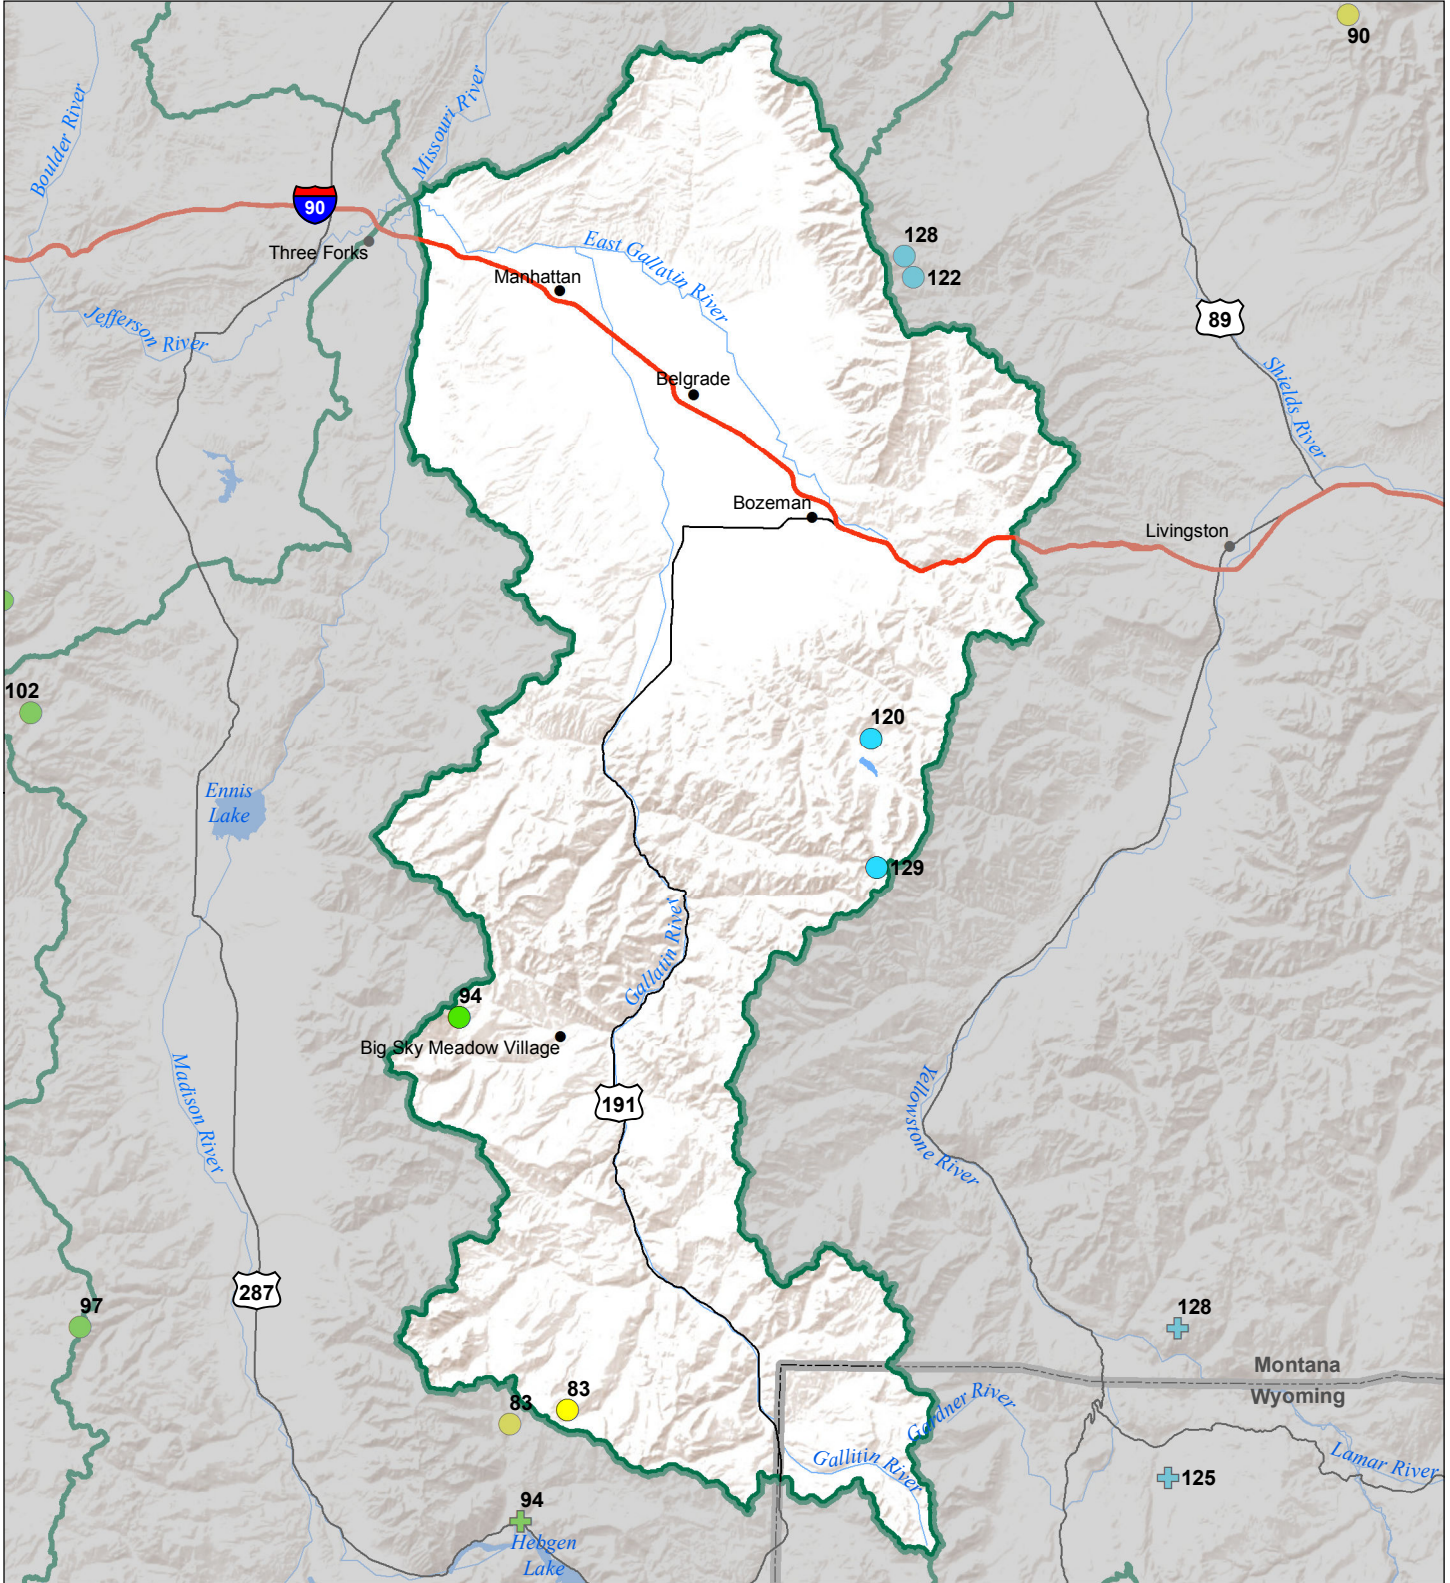 90
Boulder River
Missouri River
90
Three Forks
128
122
East Gallatin River
Manhattan
Jefferson River
89
Shields River
Belgrade
Bozeman
Livingston
102
120
Ennis
Lake
129
Gallatin River
94
Big Sky Meadow Village
Madison River
191
Yellowstone River
287
97
128
Montana
Wyoming
83
83
Gardner River
Gallitin River
Lamar River
125
94
Hebgen
Lake